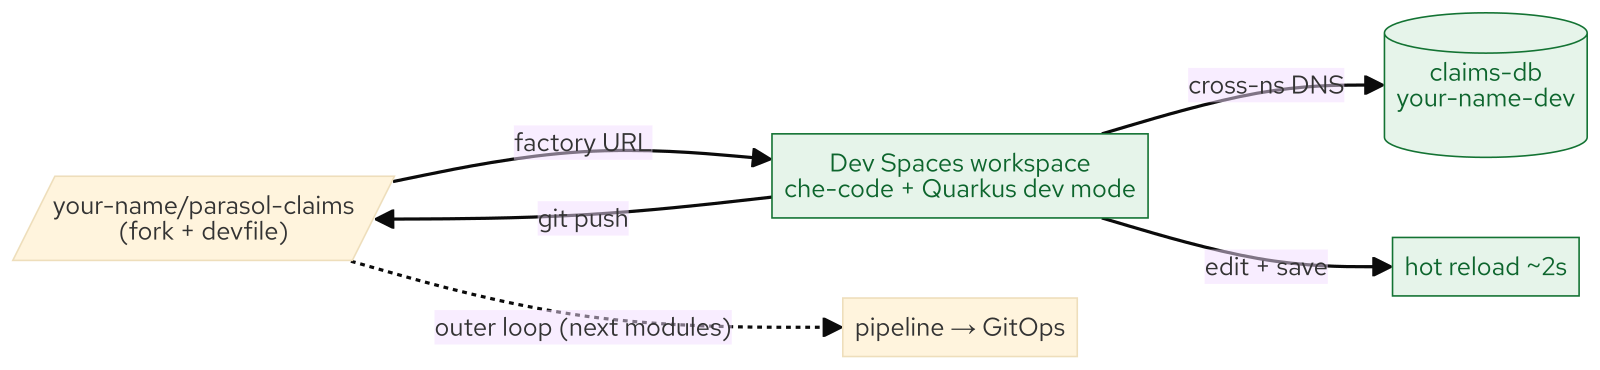 your-name/parasol-claims
(fork + devfile)
factory URL
git push
outer loop (next modules)
Dev Spaces workspace
che-code + Quarkus dev mode
pipeline → GitOps
cross-ns DNS
edit + save
claims-db
your-name-dev
hot reload ~2s